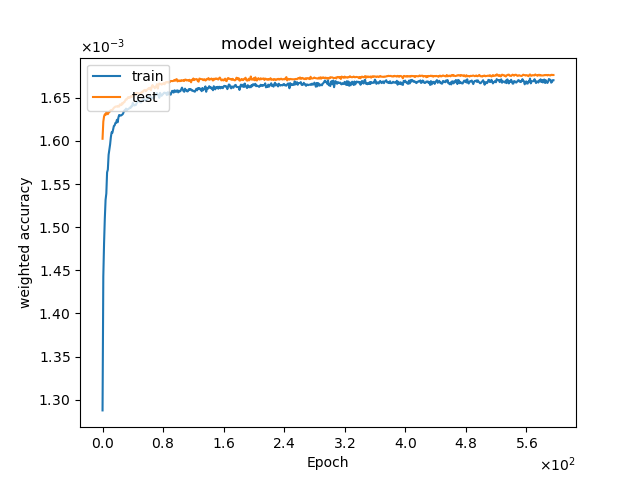 model weighted accuracy
×10⁻³
train
test
1.65
1.60
1.55
1.50
1.45
1.40
1.35
1.30
weighted accuracy
0.0 0.8 1.6 2.4 3.2 4.0 4.8 5.6
Epoch
×10²